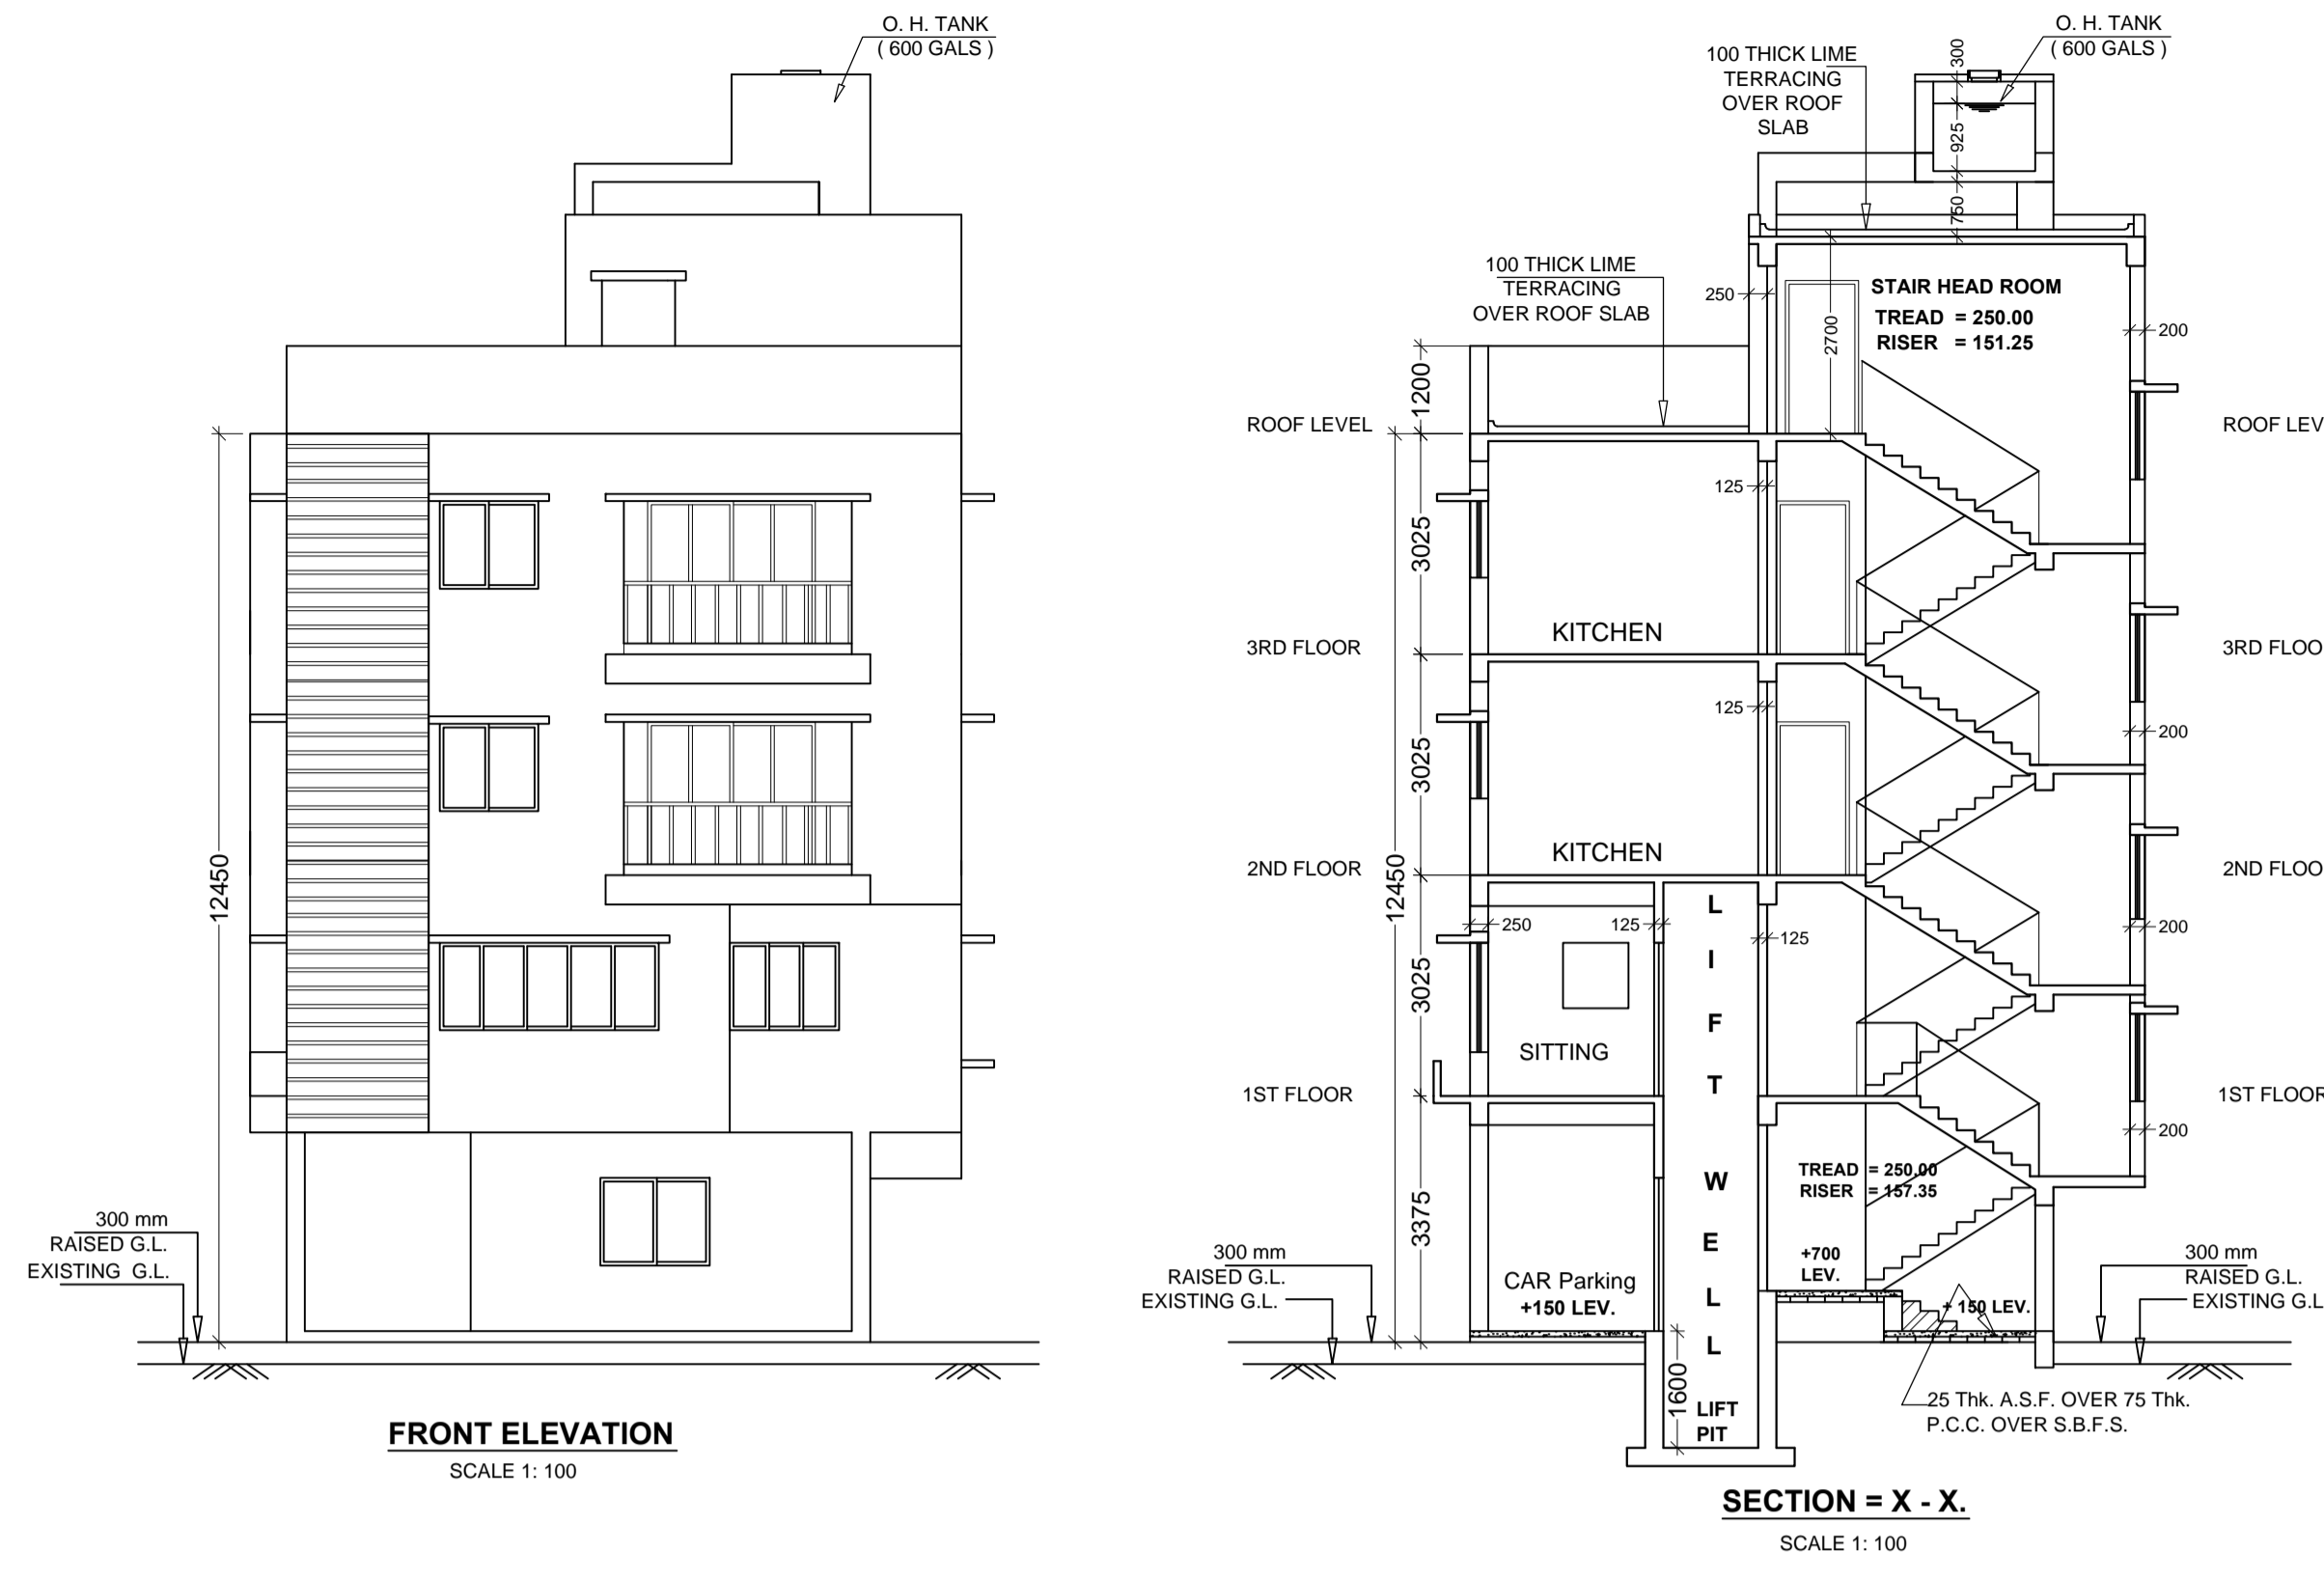 O. H. TANK
( 600 GALS )
12450
300 mm
RAISED G.L.
EXISTING G.L.
FRONT ELEVATION
SCALE 1: 100
O. H. TANK
( 600 GALS )
100 THICK LIME
TERRACING
OVER ROOF
SLAB
300
925
750
100 THICK LIME
TERRACING
OVER ROOF SLAB
250
2700
STAIR HEAD ROOM
TREAD = 250.00
RISER = 151.25
200
1200
ROOF LEVEL
ROOF LEV
125
3025
KITCHEN
3RD FLOOR
3RD FLOO
125
200
3025
KITCHEN
2ND FLOOR
2ND FLOO
12450
250
125
125
200
3025
SITTING
1ST FLOOR
1ST FLOOR
200
L
I
F
T
W
E
L
L
TREAD = 250.00
RISER = 157.35
3375
+700
LEV.
300 mm
RAISED G.L.
EXISTING G.L.
CAR Parking
+150 LEV.
+ 150 LEV.
300 mm
RAISED G.L.
EXISTING G.L
1600
LIFT
PIT
25 Thk. A.S.F. OVER 75 Thk.
P.C.C. OVER S.B.F.S.
SECTION = X - X.
SCALE 1: 100